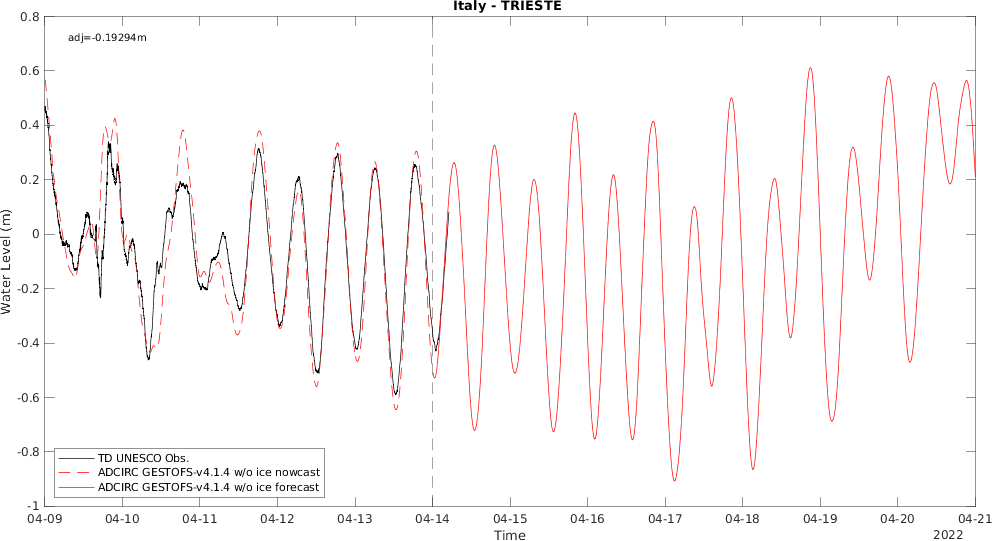 Italy - TRIESTE
adj=-0.19294m
Water Level (m)
0.8
0.6
0.4
0.2
0
-0.2
-0.4
-0.6
-0.8
-1
TD UNESCO Obs.
ADCIRC GESTOFS-v4.1.4 w/o ice nowcast
ADCIRC GESTOFS-v4.1.4 w/o ice forecast
04-09 04-10 04-11 04-12 04-13 04-14 04-15 04-16 04-17 04-18 04-19 04-20 04-21
Time
2022